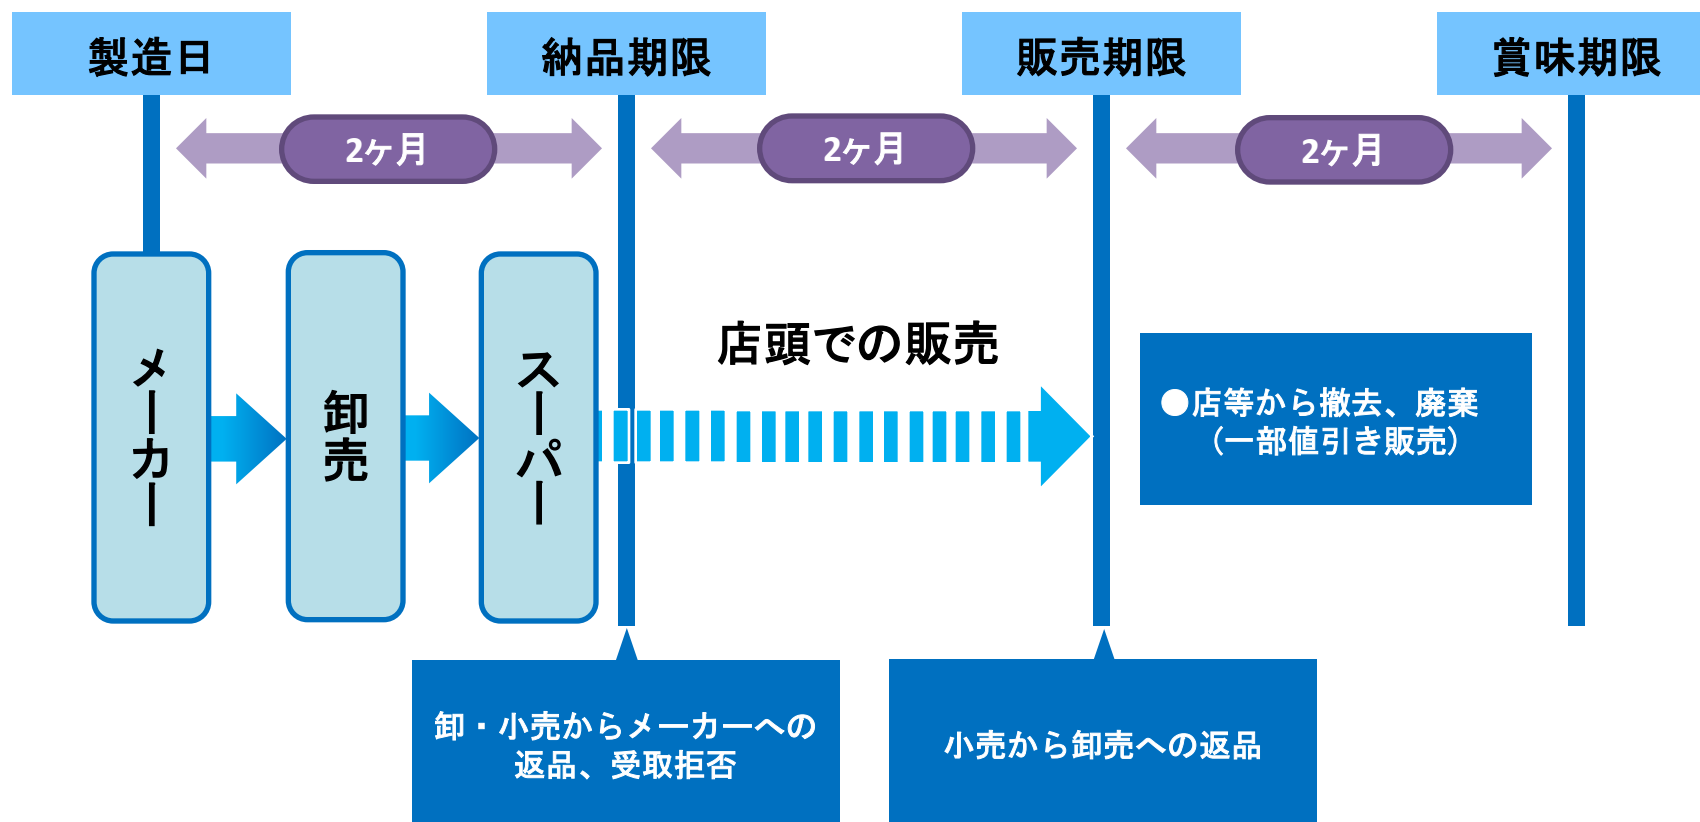 製造日
納品期限
販売期限
賞味期限
2ヶ月
2ヶ月
2ヶ月
メーカー
卸売
スーパー
店頭での販売
●店等から撤去、廃棄
（一部値引き販売）
卸・小売からメーカーへの
返品、受取拒否
小売から卸売への返品